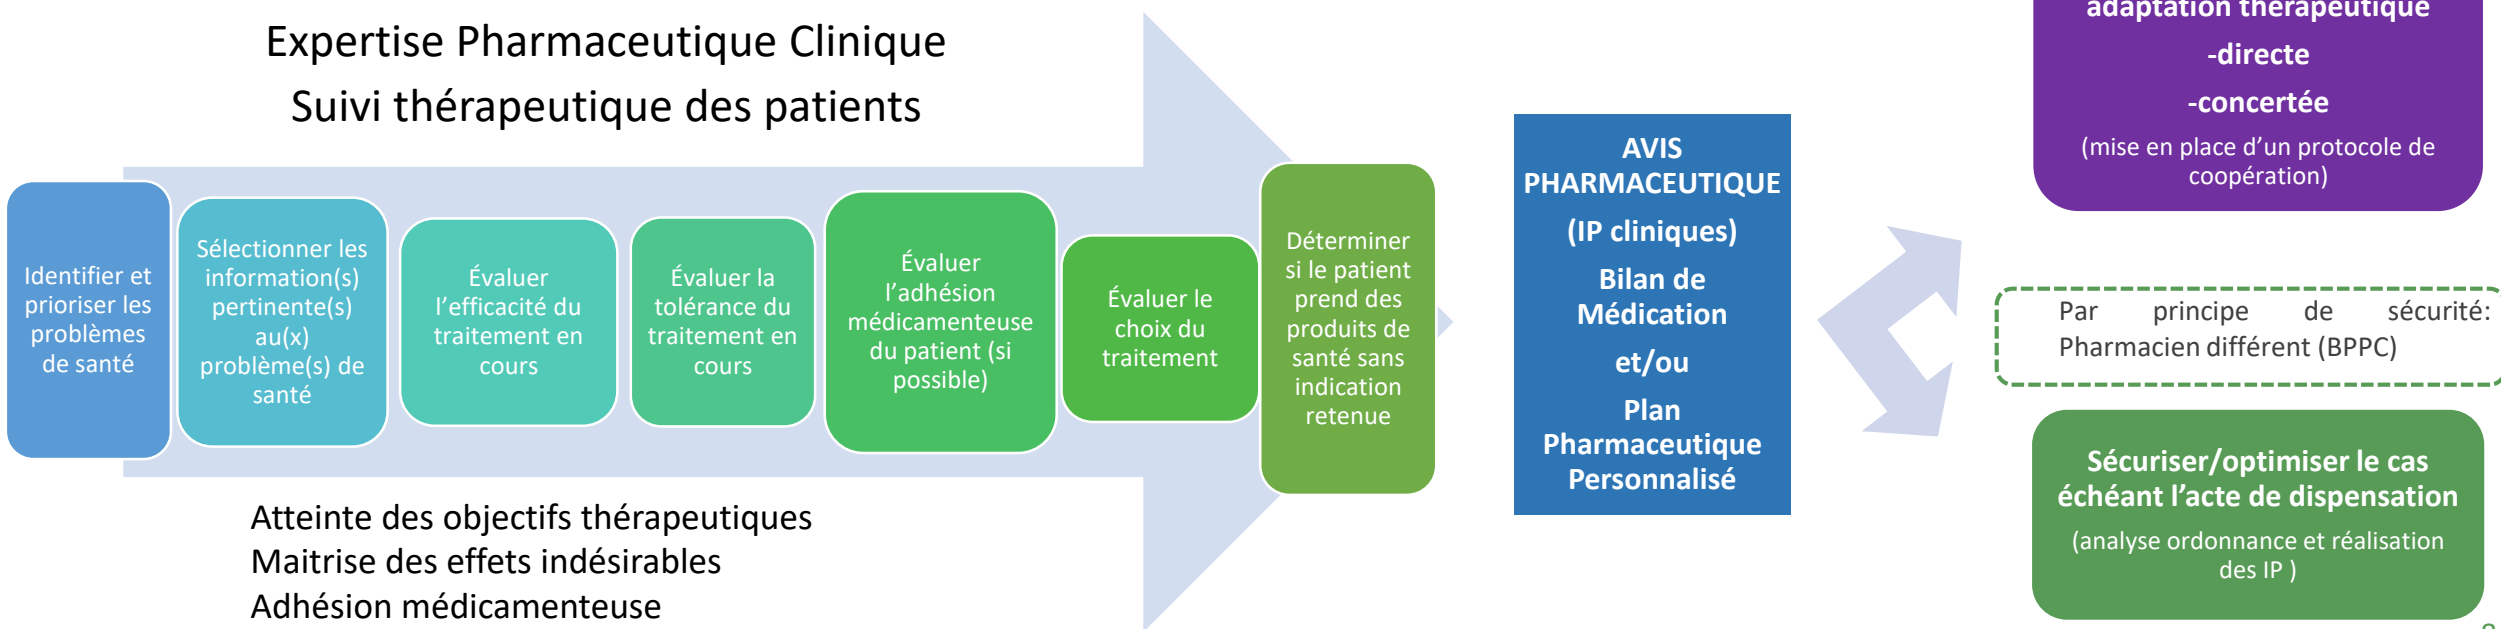 Expertise Pharmaceutique Clinique
Suivi thérapeutique des patients
Identifier et
prioriser les
problèmes
de santé
Sélectionner les
information(s)
pertinente(s)
au(x)
problème(s) de
santé
Évaluer
l'efficacité du
traitement en
cours
Évaluer la
tolérance du
traitement en
cours
Évaluer
l'adhésion
médicamenteuse
du patient (si
possible)
Évaluer le
choix du
traitement
Déterminer
si le patient
prend des
produits de
santé sans
indication
retenue
Atteinte des objectifs thérapeutiques
Maitrise des effets indésirables
Adhésion médicamenteuse
AVIS
PHARMACEUTIQUE
(IP cliniques)
Bilan de
Médication
et/ou
Plan
Pharmaceutique
Personnalisé
adaptation thérapeutique
-directe
-concertée
(mise en place d'un protocole de
coopération)
Par principe de sécurité:
Pharmacien différent (BPPC)
Sécuriser/optimiser le cas
échéant l'acte de dispensation
(analyse ordonnance et réalisation
des IP )